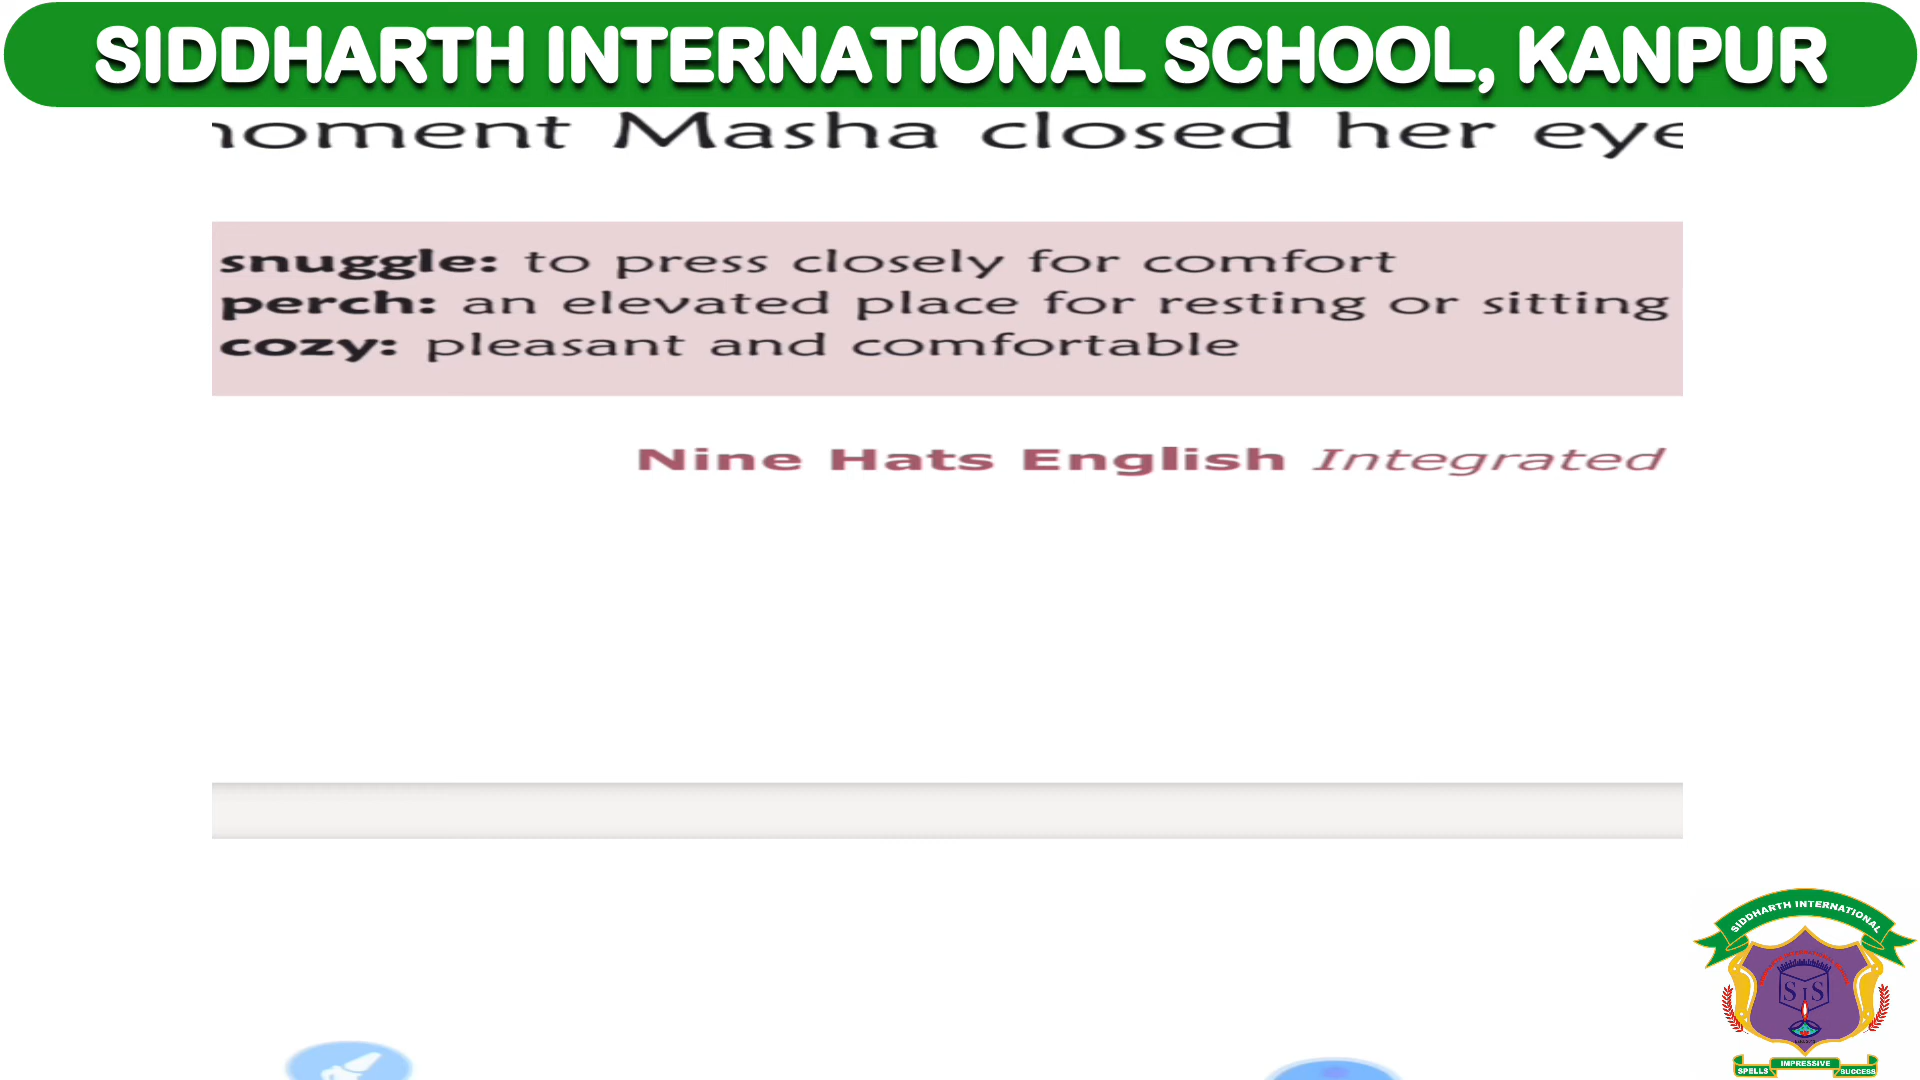 SIDDHARTH INTERNATIONAL SCHOOL, KANPUR
Masha closed her
snuggle: to press closely for comfort
perch: an elevated place for resting or sitting
cozy: pleasant and comfortable
Nine Hats English Integrated
SIDDHARTH INTERNATIONAL
SIS
SPELLS IMPRESSIVE SUCCESS